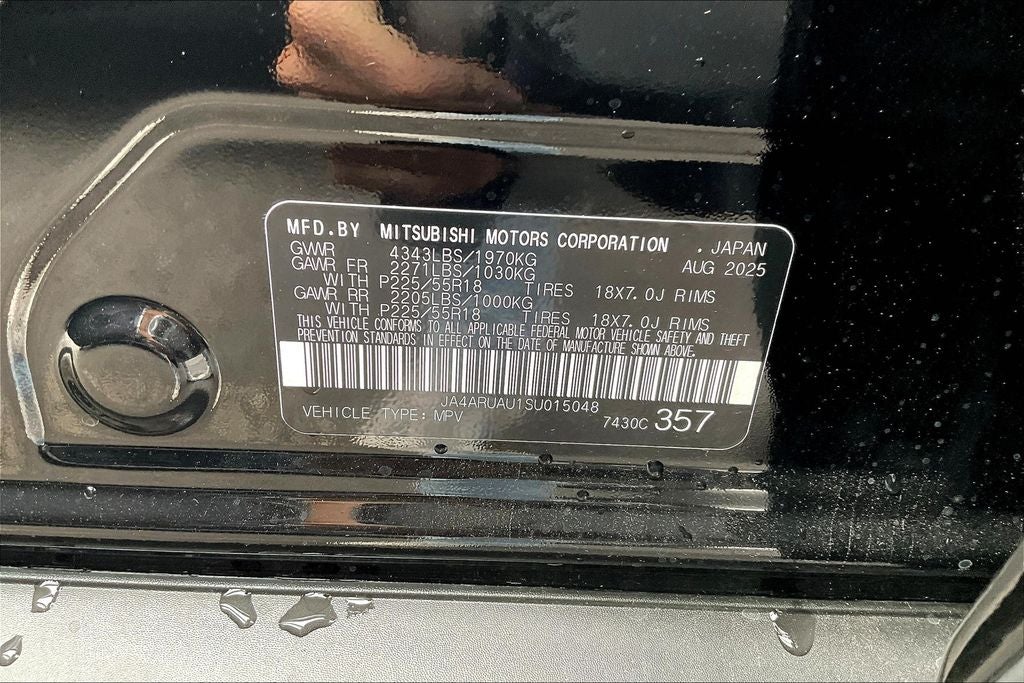 MFD.BY MITSUBISHI MOTORS CORPORATION , JAPAN
GWR 4343LBS/1970KG AUG 2025
GAWR FR 2271LBS/1030KG
WITH P225/55R18 TIRES 18X7.0J RIMS
GAWR RR 2205LBS/1000KG
WITH P225/55R18 TIRES 18X7.0J RIMS
THIS VEHICLE CONFORMS TO ALL APPLICABLE FEDERAL MOTOR VEHICLE SAFETY AND THEFT
PREVENTION STANDARDS IN EFFECT ON THE DATE OF MANUFACTURE SHOWN ABOVE.
JA4ARUAU1SU015048
VEHICLE TYPE: MPV 7430C 357